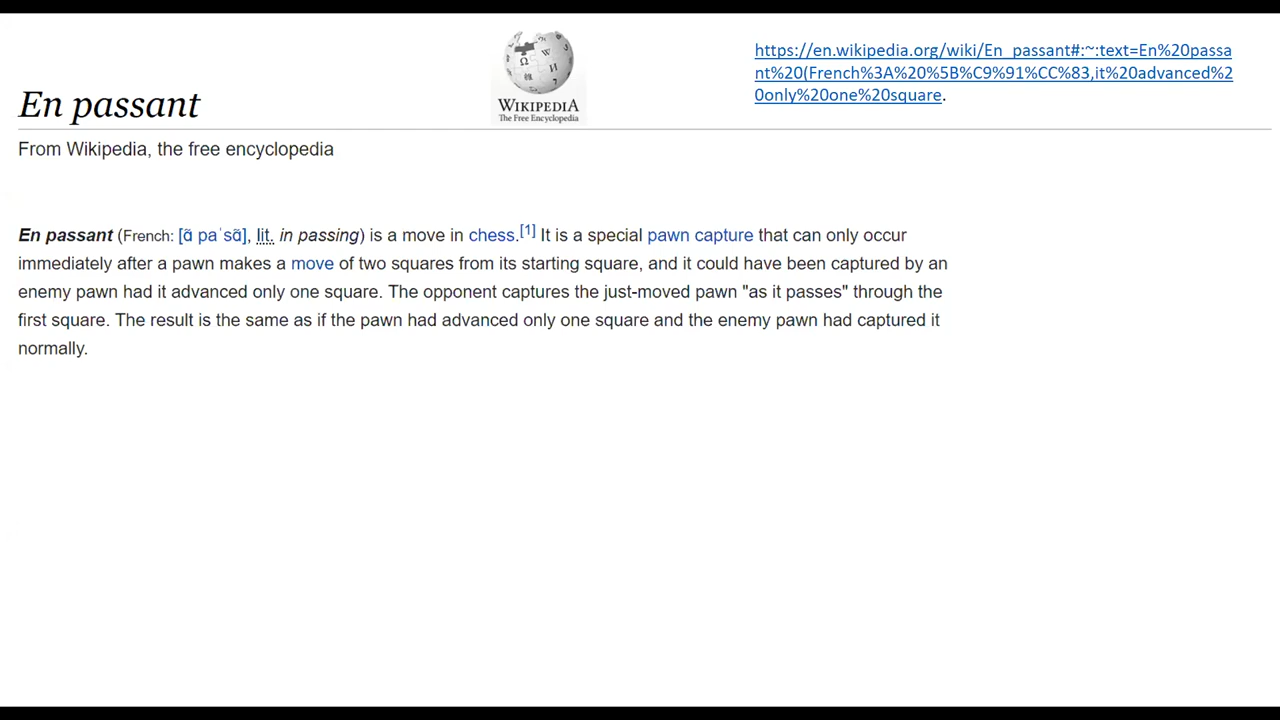 https://en.wikipedia.org/wiki/En_passant#:~:text=En%20passa
nt%20(French%3A%20%5B%C9%91%CC%83,it%20advanced%2
0only%20one%20square.
WIKIPEDIA
The Free Encyclopedia
En passant
From Wikipedia, the free encyclopedia
En passant (French: [ɑ̃ paˈsɑ̃], lit. in passing) is a move in chess.[1] It is a special pawn capture that can only occur
immediately after a pawn makes a move of two squares from its starting square, and it could have been captured by an
enemy pawn had it advanced only one square. The opponent captures the just-moved pawn "as it passes" through the
first square. The result is the same as if the pawn had advanced only one square and the enemy pawn had captured it
normally.